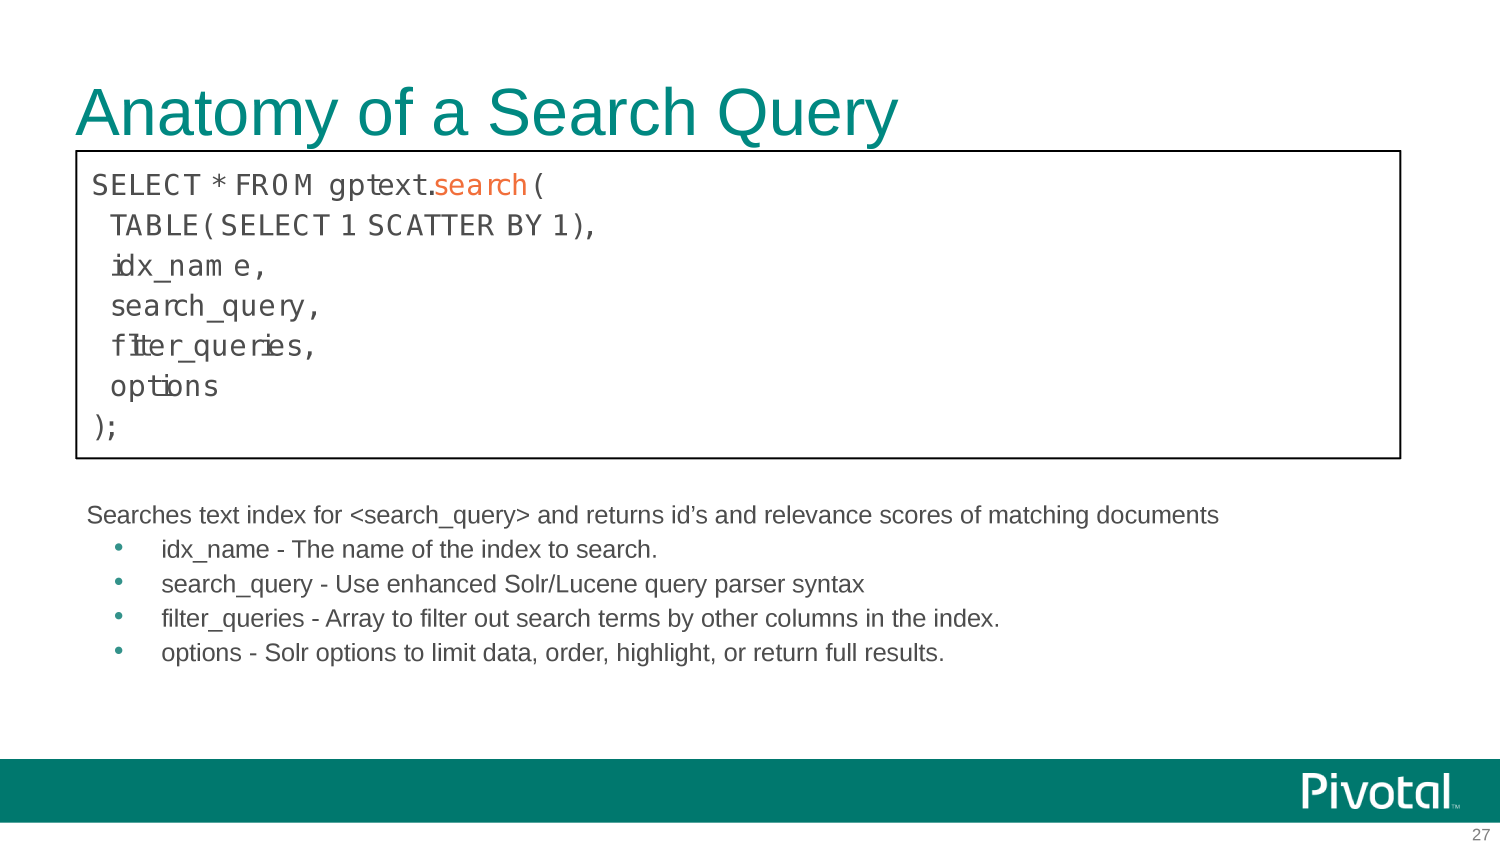 Anatomy of a Search Query
SELECT * FROM gptext.search(
TABLE(SELECT 1 SCATTER BY 1),
idx_name,
search_query,
filter_queries,
options
);
Searches text index for <search_query> and returns id’s and relevance scores of matching documents
• idx_name - The name of the index to search.
• search_query - Use enhanced Solr/Lucene query parser syntax
• filter_queries - Array to filter out search terms by other columns in the index.
• options - Solr options to limit data, order, highlight, or return full results.
Pivotal™
27